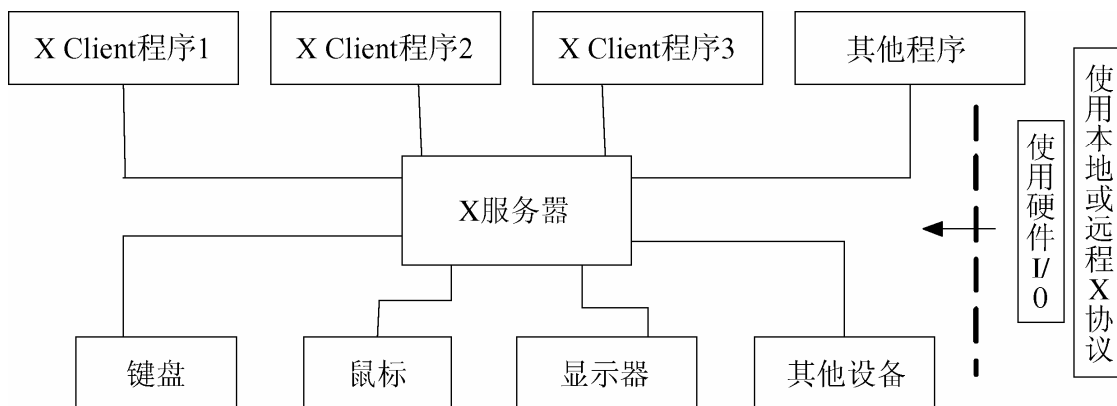 X Client程序1
X Client程序2
X Client程序3
其他程序
X服务器
键盘
鼠标
显示器
其他设备
使用硬件I/0
使用本地或远程X协议